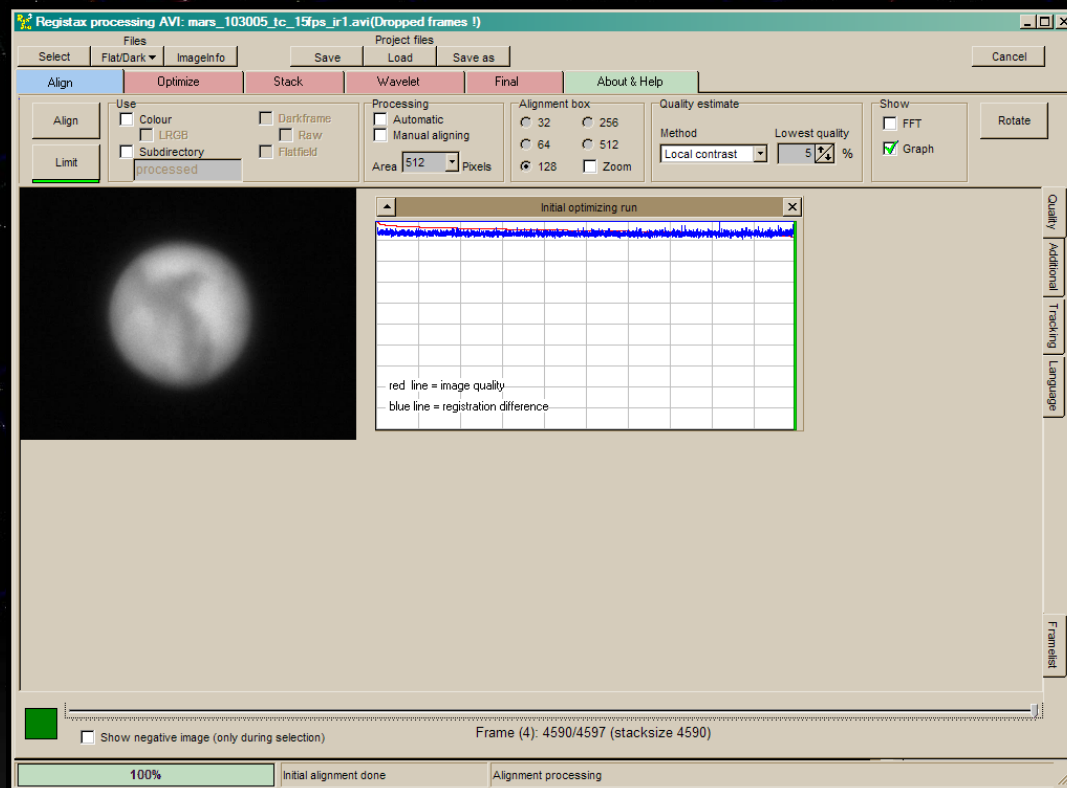 Registax processing AVI: mars_103005_tc_15fps_ir1.avi(Dropped frames !)
Files
Project files
Select Flat/Dark ImageInfo Save Load Save as Cancel
Align Optimize Stack Wavelet Final About & Help
Align
Limit
Use
Colour
LRGB
Subdirectory
processed
Darkframe
Raw
Flatfield
Processing
Automatic
Manual aligning
Area 512 Pixels
Alignment box
32 256
64 512
128 Zoom
Quality estimate
Method Lowest quality
Local contrast 5 %
Show
FFT
Graph
Rotate
Initial optimizing run
red line = image quality
blue line = registration difference
Quality
Additional
Tracking
Language
Framelist
Show negative image (only during selection)
Frame (4): 4590/4597 (stacksize 4590)
100% Initial alignment done Alignment processing